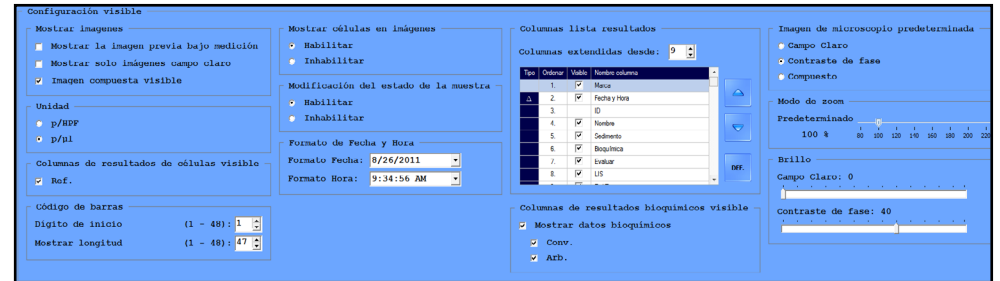 Configuración visible
Mostrar imagenes
Mostrar la imagen previa bajo medición
Mostrar solo imágenes campo claro
Imagen compuesta visible
Unidad
p/HPF
p/µl
Columnas de resultados de células visible
Ref.
Código de barras
Dígito de inicio (1 - 48): 1
Mostrar longitud (1 - 48): 47
Mostrar células en imágenes
Habilitar
Inhabilitar
Modificación del estado de la muestra
Habilitar
Inhabilitar
Formato de Fecha y Hora
Formato Fecha: 8/26/2011
Formato Hora: 9:34:56 AM
Columnas lista resultados
Columnas extendidas desde: 9
Tipo Ordenar Visible Nombre columna
1. Marca
Δ 2. Fecha y Hora
3. ID
4. Nombre
5. Sedimento
6. Bioquímica
7. Evaluar
8. LIS
DEF.
Columnas de resultados bioquímicos visible
Mostrar datos bioquímicos
Conv.
Arb.
Imagen de microscopio predeterminada
Campo Claro
Contraste de fase
Compuesto
Modo de zoom
Predeterminado
100 % 80 100 120 140 160 180 200 220
Brillo
Campo Claro: 0
Contraste de fase: 40